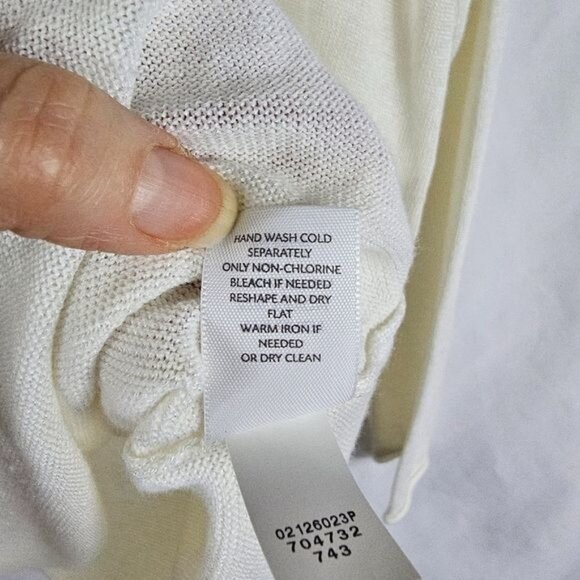 HAND WASH COLD
SEPARATELY
ONLY NON-CHLORINE
BLEACH IF NEEDED
RESHAPE AND DRY
FLAT
WARM IRON IF
NEEDED
OR DRY CLEAN
02126023P
704732
743